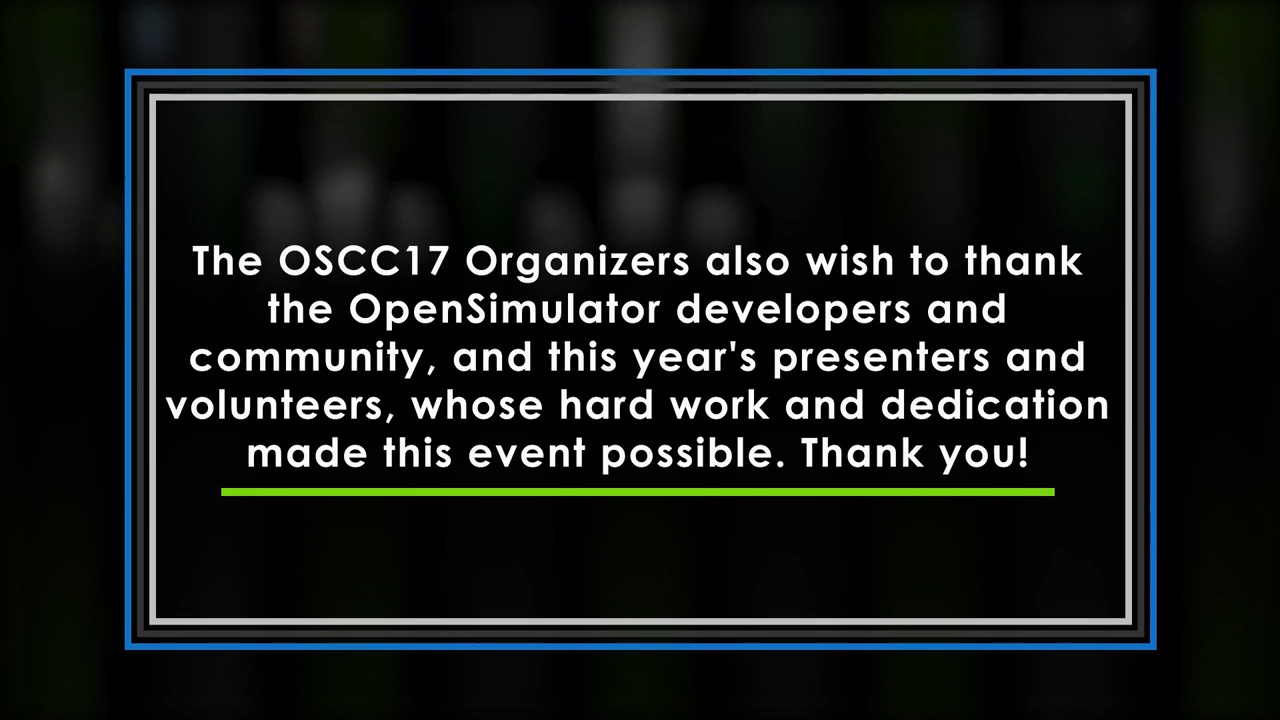 The OSCC17 Organizers also wish to thank
the OpenSimulator developers and
community, and this year's presenters and
volunteers, whose hard work and dedication
made this event possible. Thank you!